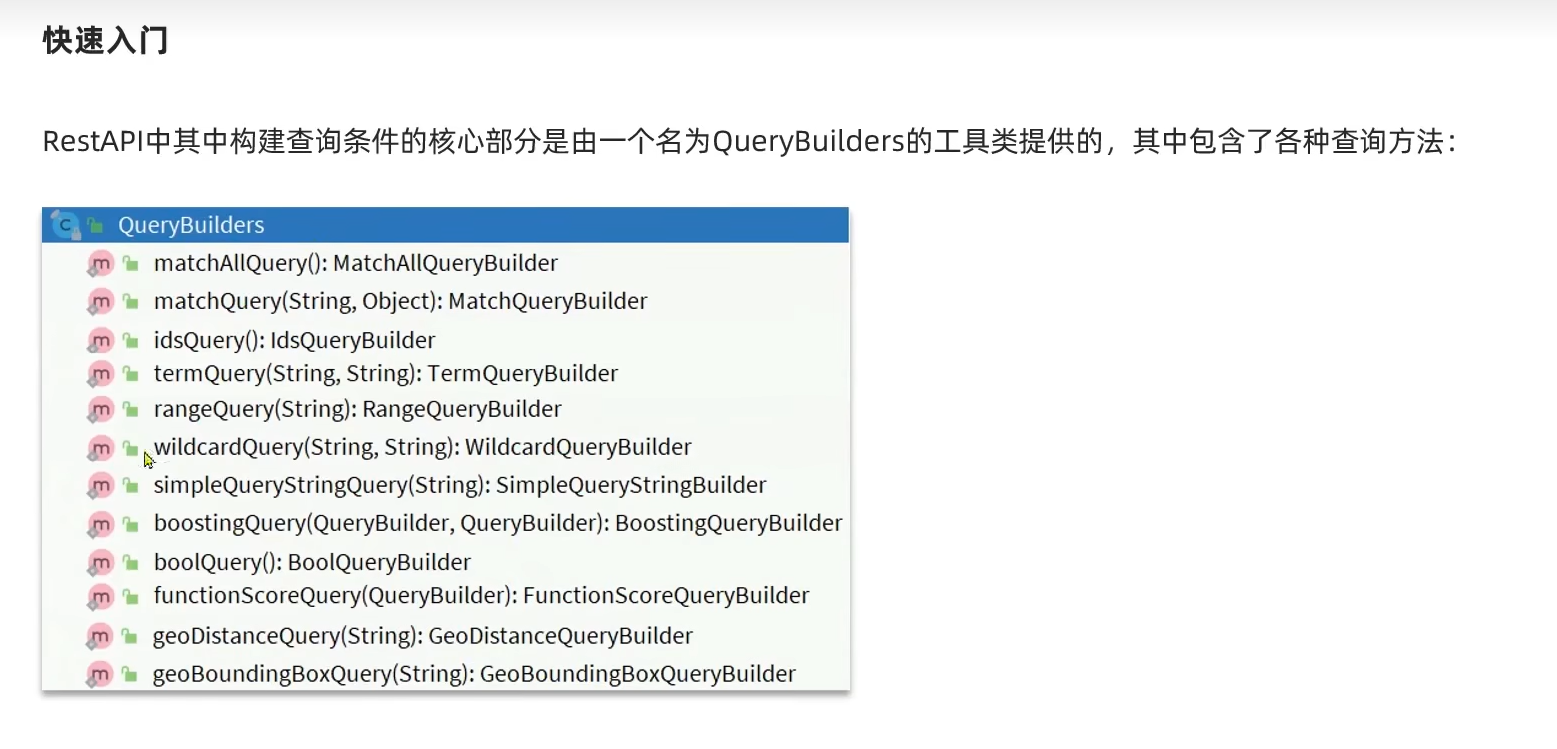 快速入门
RestAPI中其中构建查询条件的核心部分是由一个名为QueryBuilders的工具类提供的，其中包含了各种查询方法：
QueryBuilders
matchAllQuery(): MatchAllQueryBuilder
matchQuery(String, Object): MatchQueryBuilder
idsQuery(): IdsQueryBuilder
termQuery(String, String): TermQueryBuilder
rangeQuery(String): RangeQueryBuilder
wildcardQuery(String, String): WildcardQueryBuilder
simpleQueryStringQuery(String): SimpleQueryStringBuilder
boostingQuery(QueryBuilder, QueryBuilder): BoostingQueryBuilder
boolQuery(): BoolQueryBuilder
functionScoreQuery(QueryBuilder): FunctionScoreQueryBuilder
geoDistanceQuery(String): GeoDistanceQueryBuilder
geoBoundingBoxQuery(String): GeoBoundingBoxQueryBuilder